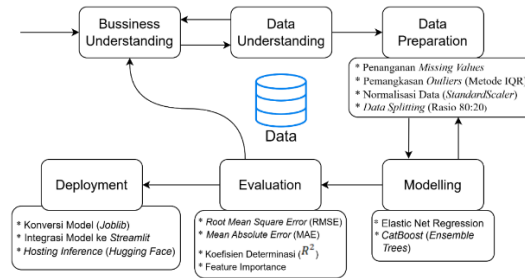 Bussiness
Understanding
Data
Understanding
Data
Preparation
* Penanganan Missing Values
* Pemangkasan Outliers (Metode IQR)
* Normalisasi Data (StandardScaler)
* Data Splitting (Rasio 80:20)
Data
Deployment
* Konversi Model (Joblib)
* Integrasi Model ke Streamlit
* Hosting Inference (Hugging Face)
Evaluation
* Root Mean Square Error (RMSE)
* Mean Absolute Error (MAE)
* Koefisien Determinasi (R²)
* Feature Importance
Modelling
* Elastic Net Regression
* CatBoost (Ensemble
Trees)